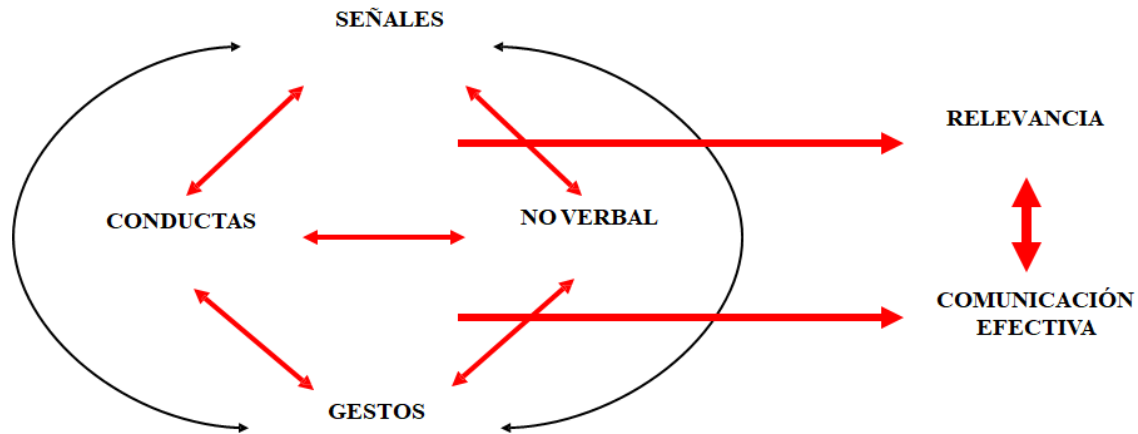 SEÑALES
RELEVANCIA
CONDUCTAS
NO VERBAL
COMUNICACIÓN
EFECTIVA
GESTOS